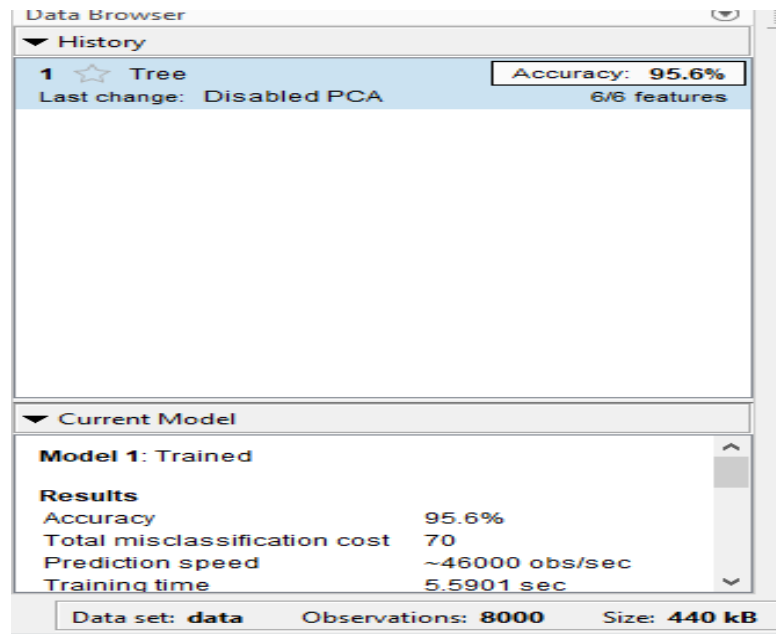 Data Browser
History
1 Tree Accuracy: 95.6%
Last change: Disabled PCA 6/6 features
Current Model
Model 1: Trained
Results
Accuracy 95.6%
Total misclassification cost 70
Prediction speed ~46000 obs/sec
Training time 5.5901 sec
Data set: data Observations: 8000 Size: 440 kB